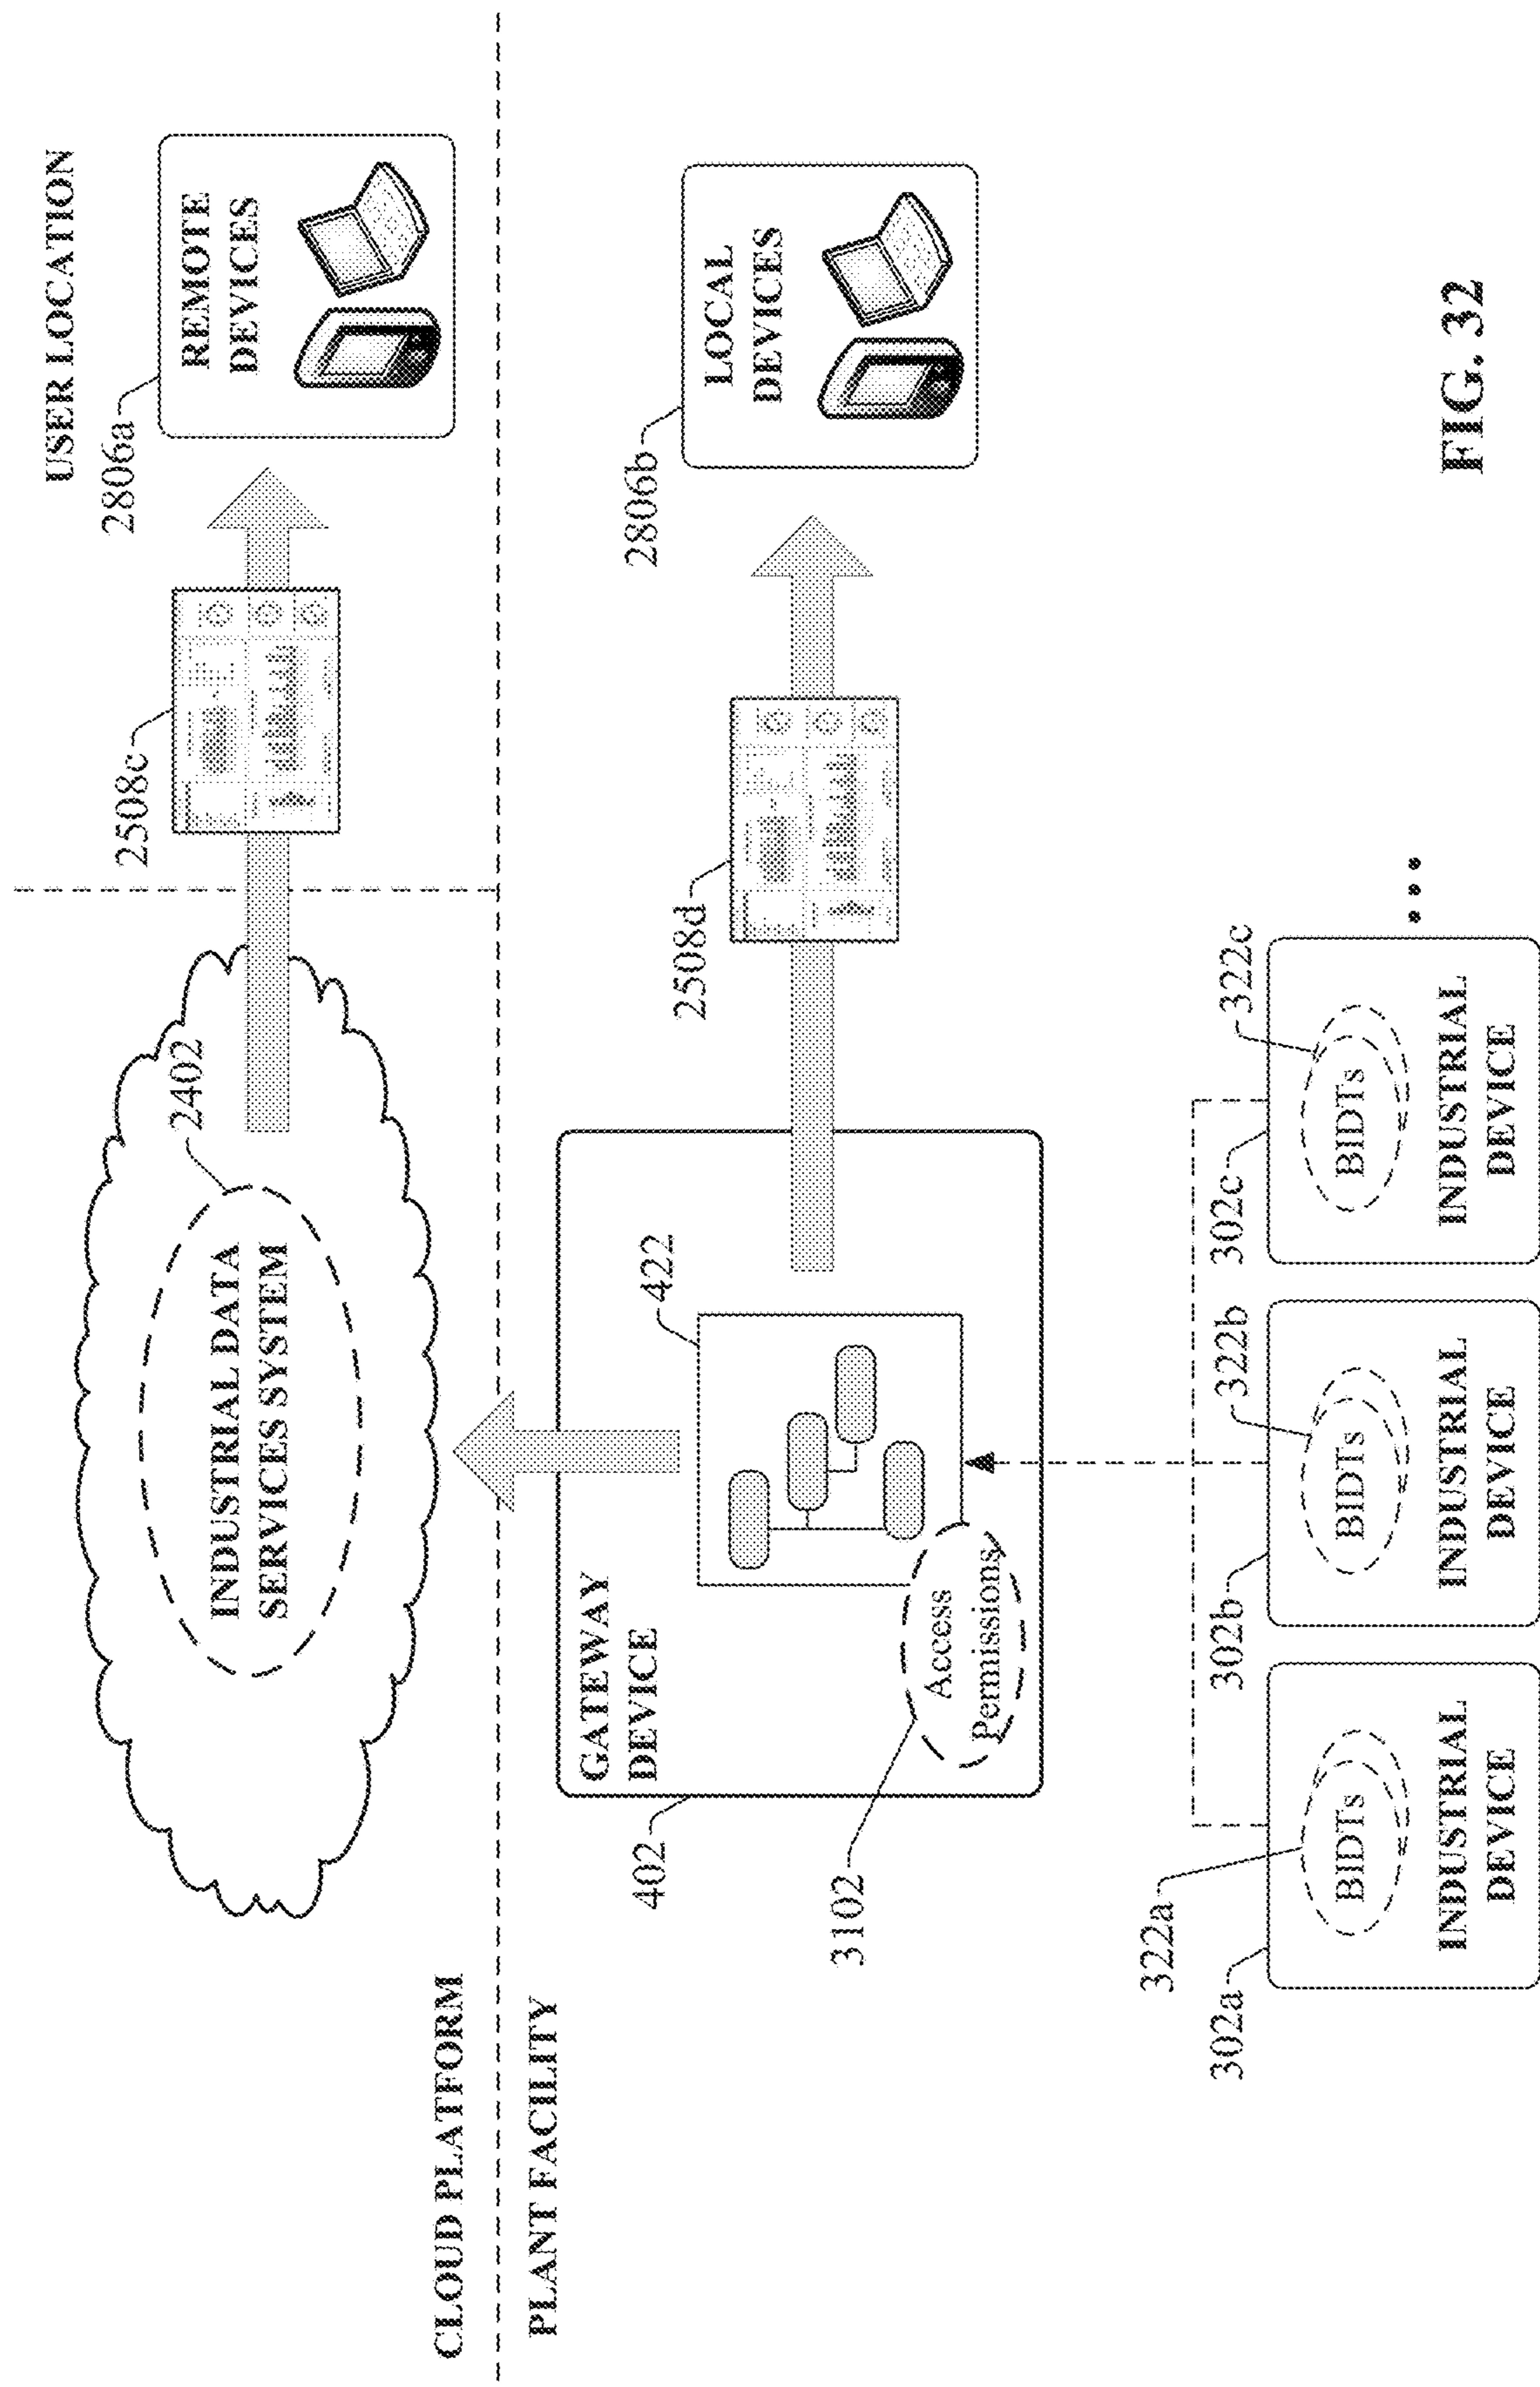 USER LOCATION
2806a
REMOTE
DEVICES
2508c
2402
INDUSTRIAL DATA
SERVICES SYSTEM
CLOUD PLATFORM
PLANT FACILITY
GATEWAY
DEVICE
402
422
2508d
2806b
LOCAL
DEVICES
3102
Access
Permissions
322a
302a
BIDTs
INDUSTRIAL
DEVICE
322b
302b
BIDTs
INDUSTRIAL
DEVICE
322c
302c
BIDTs
INDUSTRIAL
DEVICE
...
FIG. 32